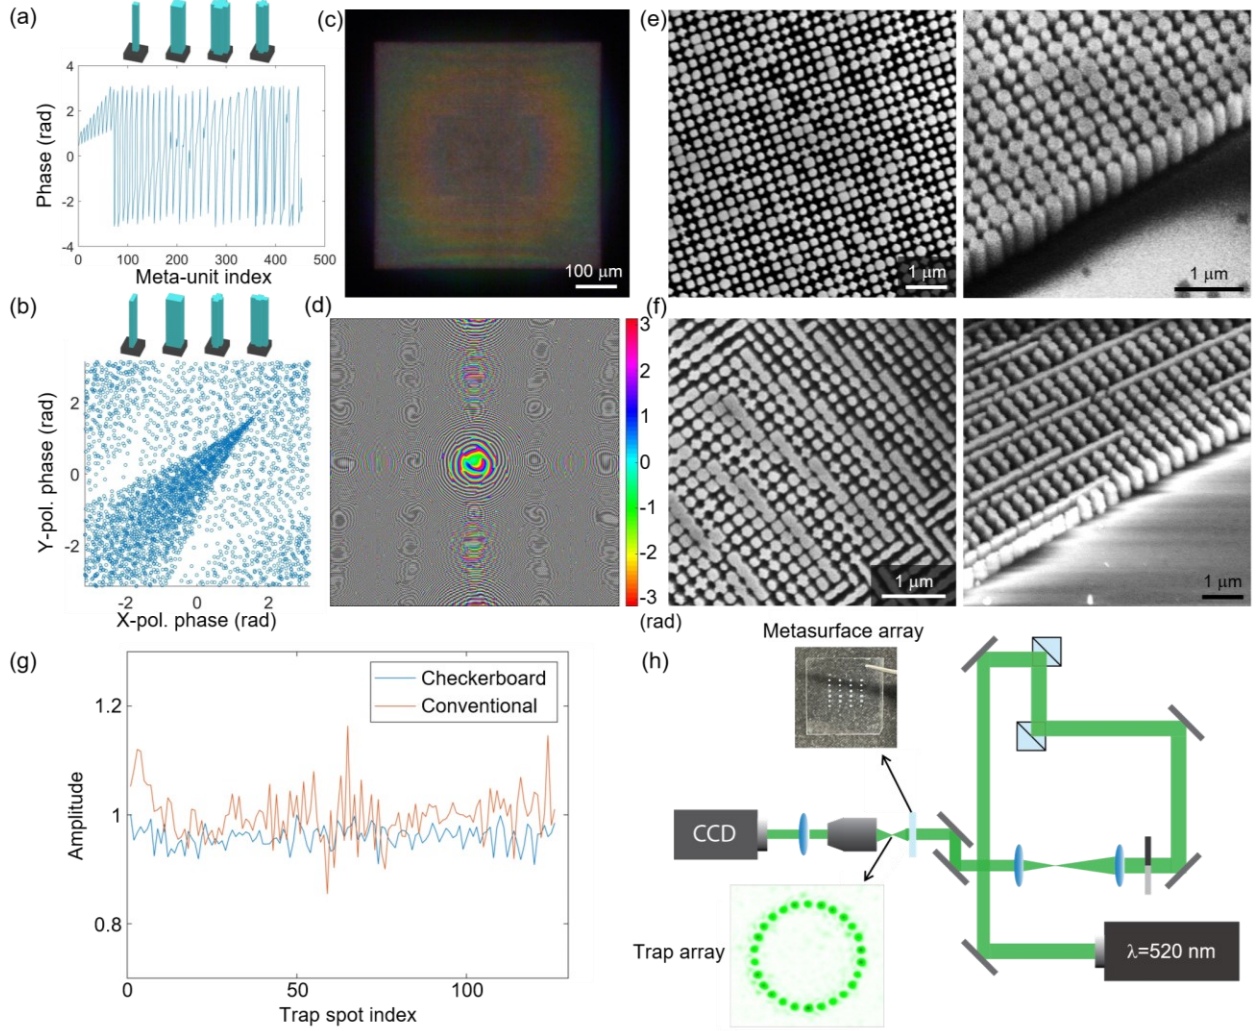 (a)
4
2
0
-2
-4
0
100
200
300
400
500
Phase (rad)
Meta-unit index
(b)
2
0
-2
-2
0
2
Y-pol. phase (rad)
X-pol. phase (rad)
(c)
100 μm
(d)
3
2
1
0
-1
-2
-3
(rad)
(e)
1 μm
1 μm
(f)
1 μm
1 μm
(g)
Checkerboard
Conventional
1.2
1
0.8
0
50
100
Amplitude
Trap spot index
(h)
Metasurface array
CCD
Trap array
λ=520 nm